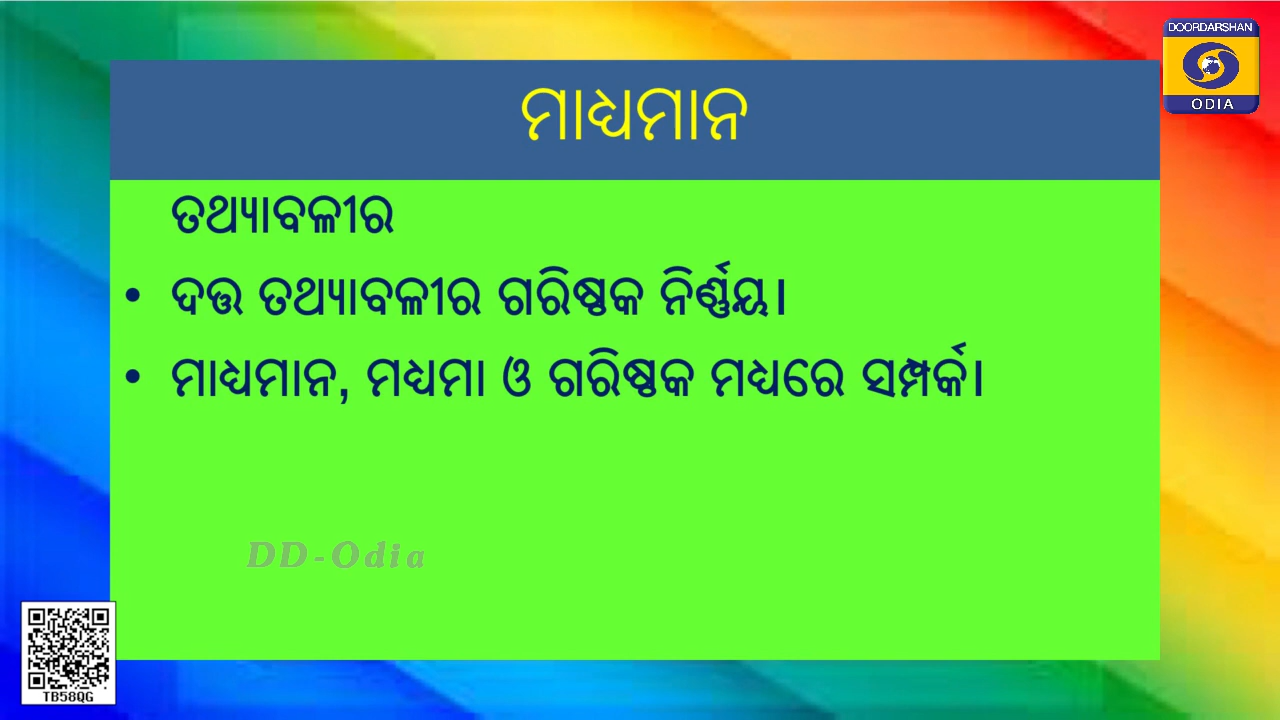 DOORDARSHAN
ODIA
ମାଧ୍ୟମାନ
ତଥ୍ୟାବଳୀର
• ଦତ୍ତ ତଥ୍ୟାବଳୀର ଗରିଷ୍ଠକ ନିର୍ଣ୍ଣୟ।
• ମାଧ୍ୟମାନ, ମଧ୍ୟମା ଓ ଗରିଷ୍ଠକ ମଧ୍ୟରେ ସମ୍ପର୍କ।
DD-Odia
TB58QG